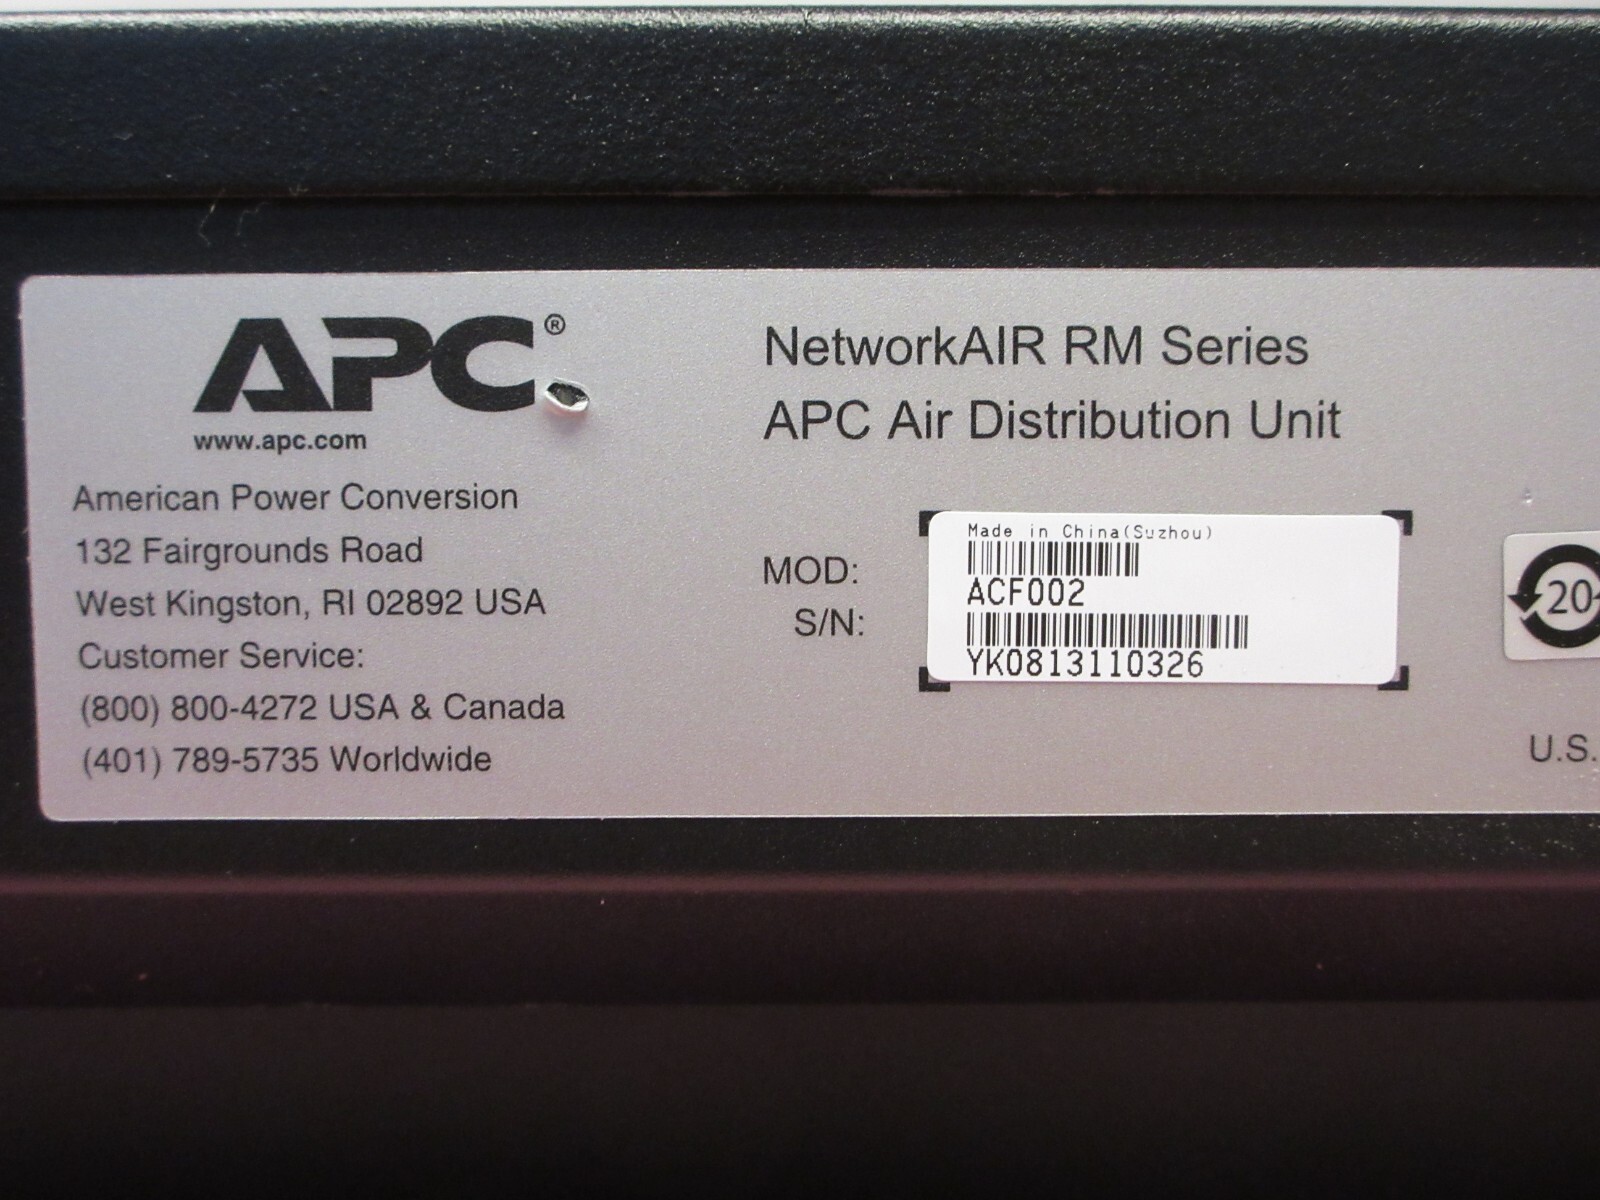 APC®
www.apc.com
American Power Conversion
132 Fairgrounds Road
West Kingston, RI 02892 USA
Customer Service:
(800) 800-4272 USA & Canada
(401) 789-5735 Worldwide
NetworkAIR RM Series
APC Air Distribution Unit
MOD:
S/N:
Made in China(Suzhou)
ACF002
YK0813110326
20
U.S.